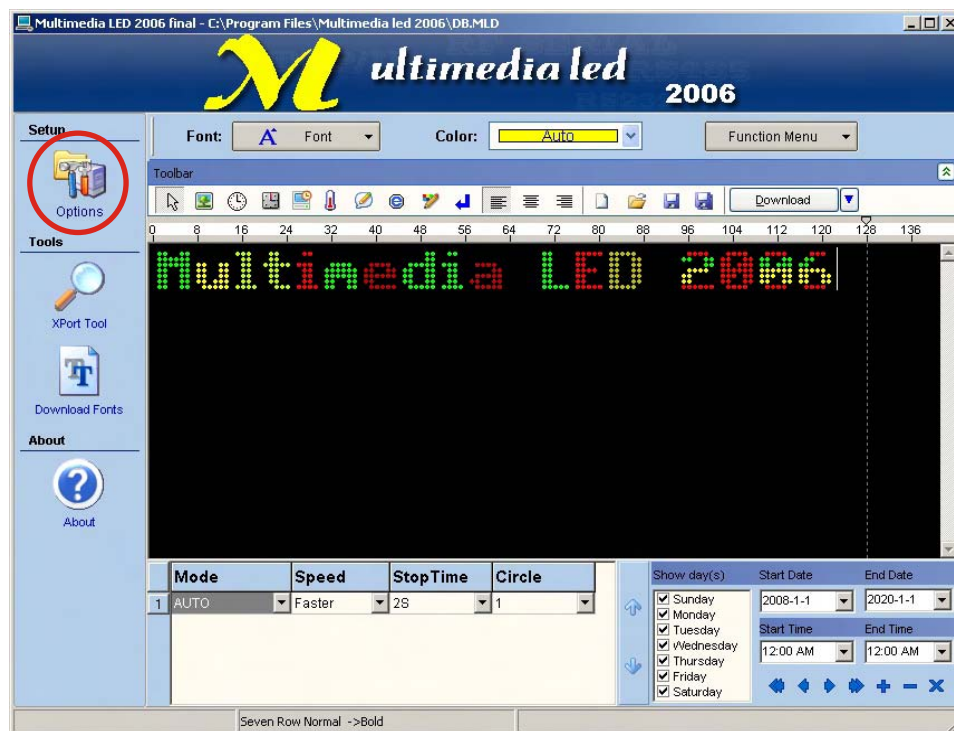 Multimedia LED 2006 final - C:\Program Files\Multimedia led 2006\DB.MLD
Multimedia led
2006
Setup
Options
Tools
XPort Tool
Download Fonts
About
About
Font: A Font Color: Auto Function Menu
Toolbar
Download
0 8 16 24 32 40 48 56 64 72 80 88 96 104 112 120 128 136
Multimedia LED 2006
Mode Speed StopTime Circle
1 AUTO Faster 2S 1
Show day(s) Start Date End Date
Sunday 2008-1-1 2020-1-1
Monday
Tuesday Start Time End Time
Wednesday 12:00 AM 12:00 AM
Thursday
Friday
Saturday
Seven Row Normal ->Bold